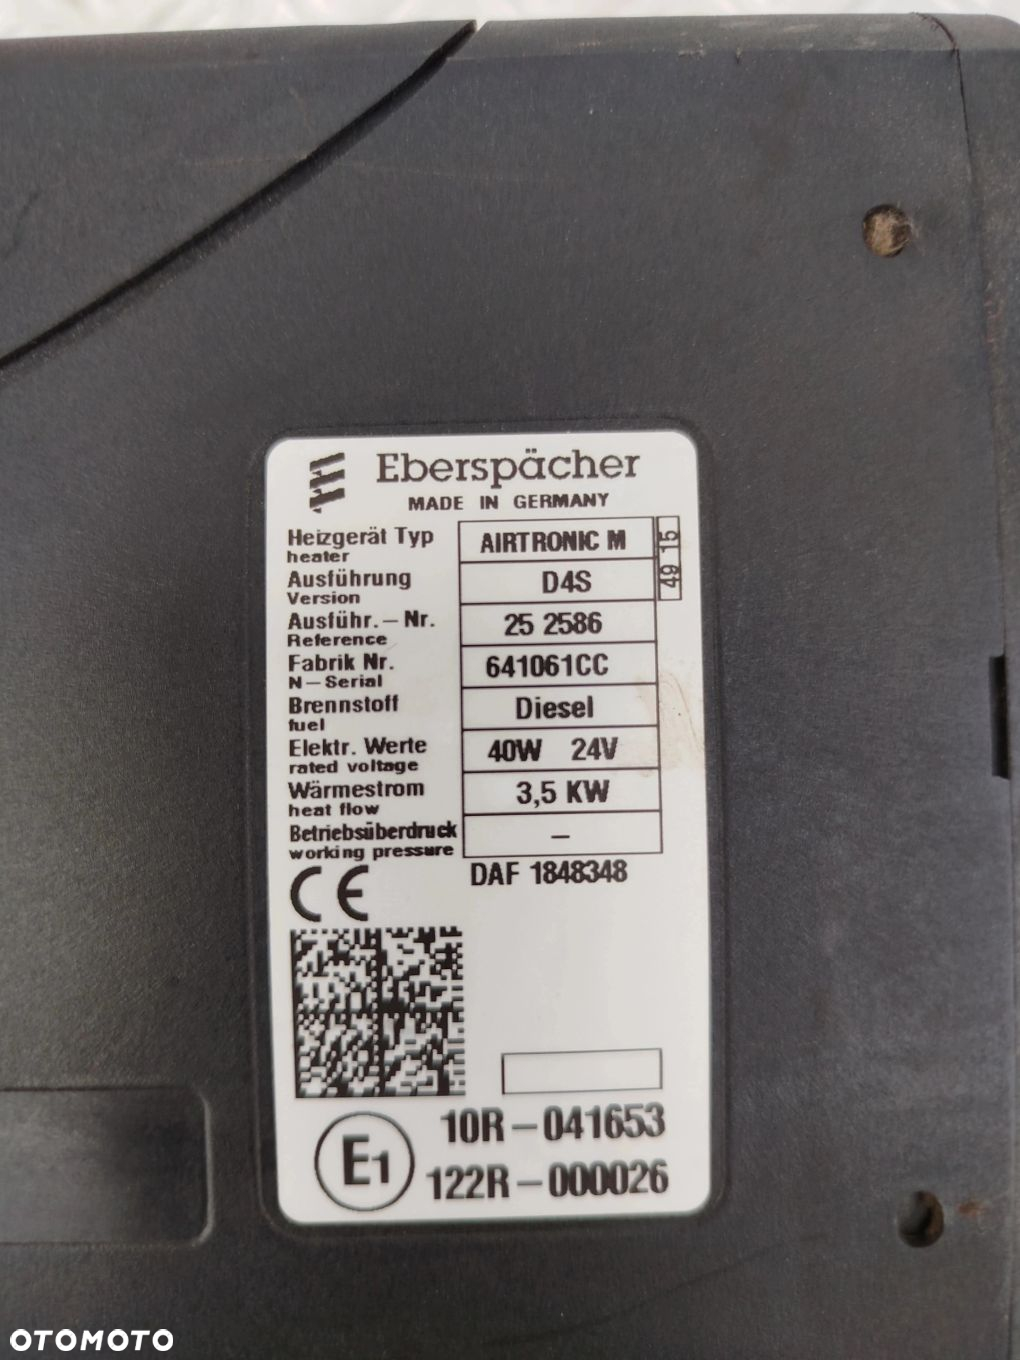 Eberspächer
MADE IN GERMANY
Heizgerät Typ AIRTRONIC M
heater
49 15
Ausführung D4S
Version
Ausführ.-Nr. 25 2586
Reference
Fabrik Nr. 641061CC
N-Serial
Brennstoff Diesel
fuel
Elektr. Werte 40W 24V
rated voltage
Wärmestrom 3,5 KW
heat flow
Betriebsüberdruck –
working pressure
CE DAF 1848348
E1 10R-041653
122R-000026
OTOMOTO